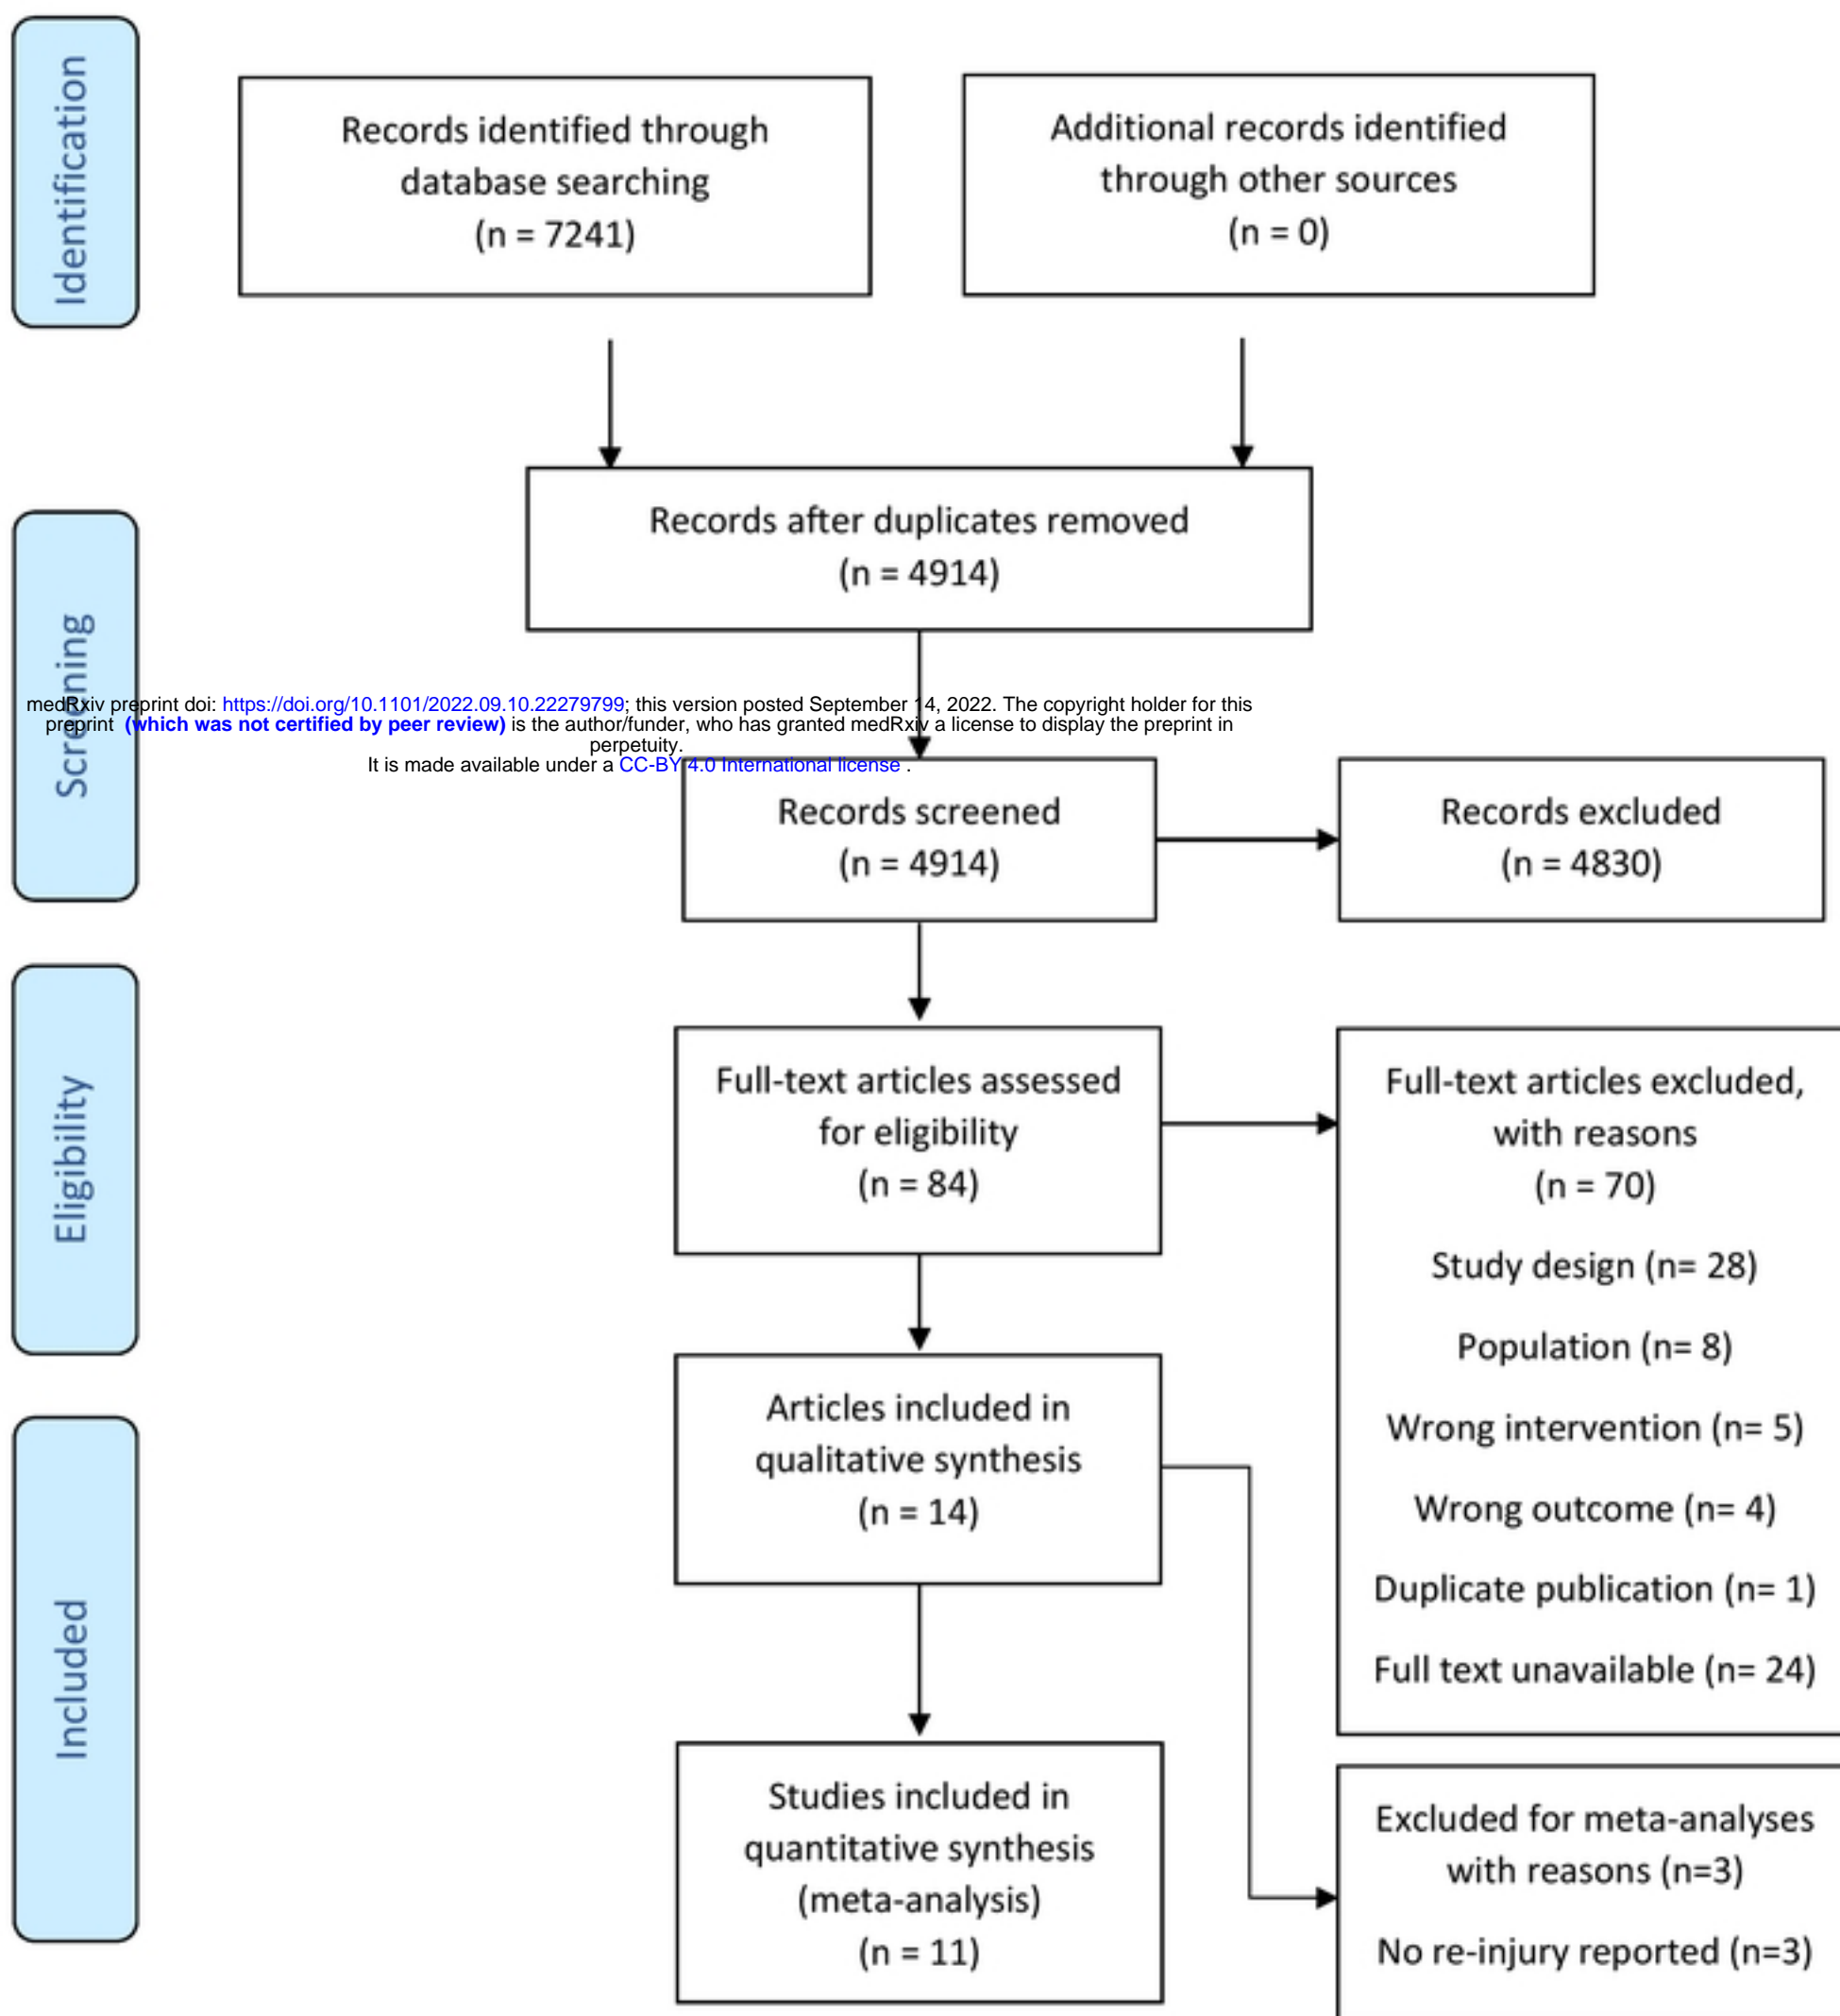 Identification
Records identified through
database searching
(n = 7241)
Additional records identified
through other sources
(n = 0)
Records after duplicates removed
(n = 4914)
Screening
medRxiv preprint doi: https://doi.org/10.1101/2022.09.10.22279799; this version posted September 14, 2022. The copyright holder for this
preprint (which was not certified by peer review) is the author/funder, who has granted medRxiv a license to display the preprint in
perpetuity.
It is made available under a CC-BY 4.0 International license .
Records screened
(n = 4914)
Records excluded
(n = 4830)
Eligibility
Full-text articles assessed
for eligibility
(n = 84)
Full-text articles excluded,
with reasons
(n = 70)
Study design (n= 28)
Population (n= 8)
Wrong intervention (n= 5)
Wrong outcome (n= 4)
Duplicate publication (n= 1)
Full text unavailable (n= 24)
Articles included in
qualitative synthesis
(n = 14)
Included
Studies included in
quantitative synthesis
(meta-analysis)
(n = 11)
Excluded for meta-analyses
with reasons (n=3)
No re-injury reported (n=3)